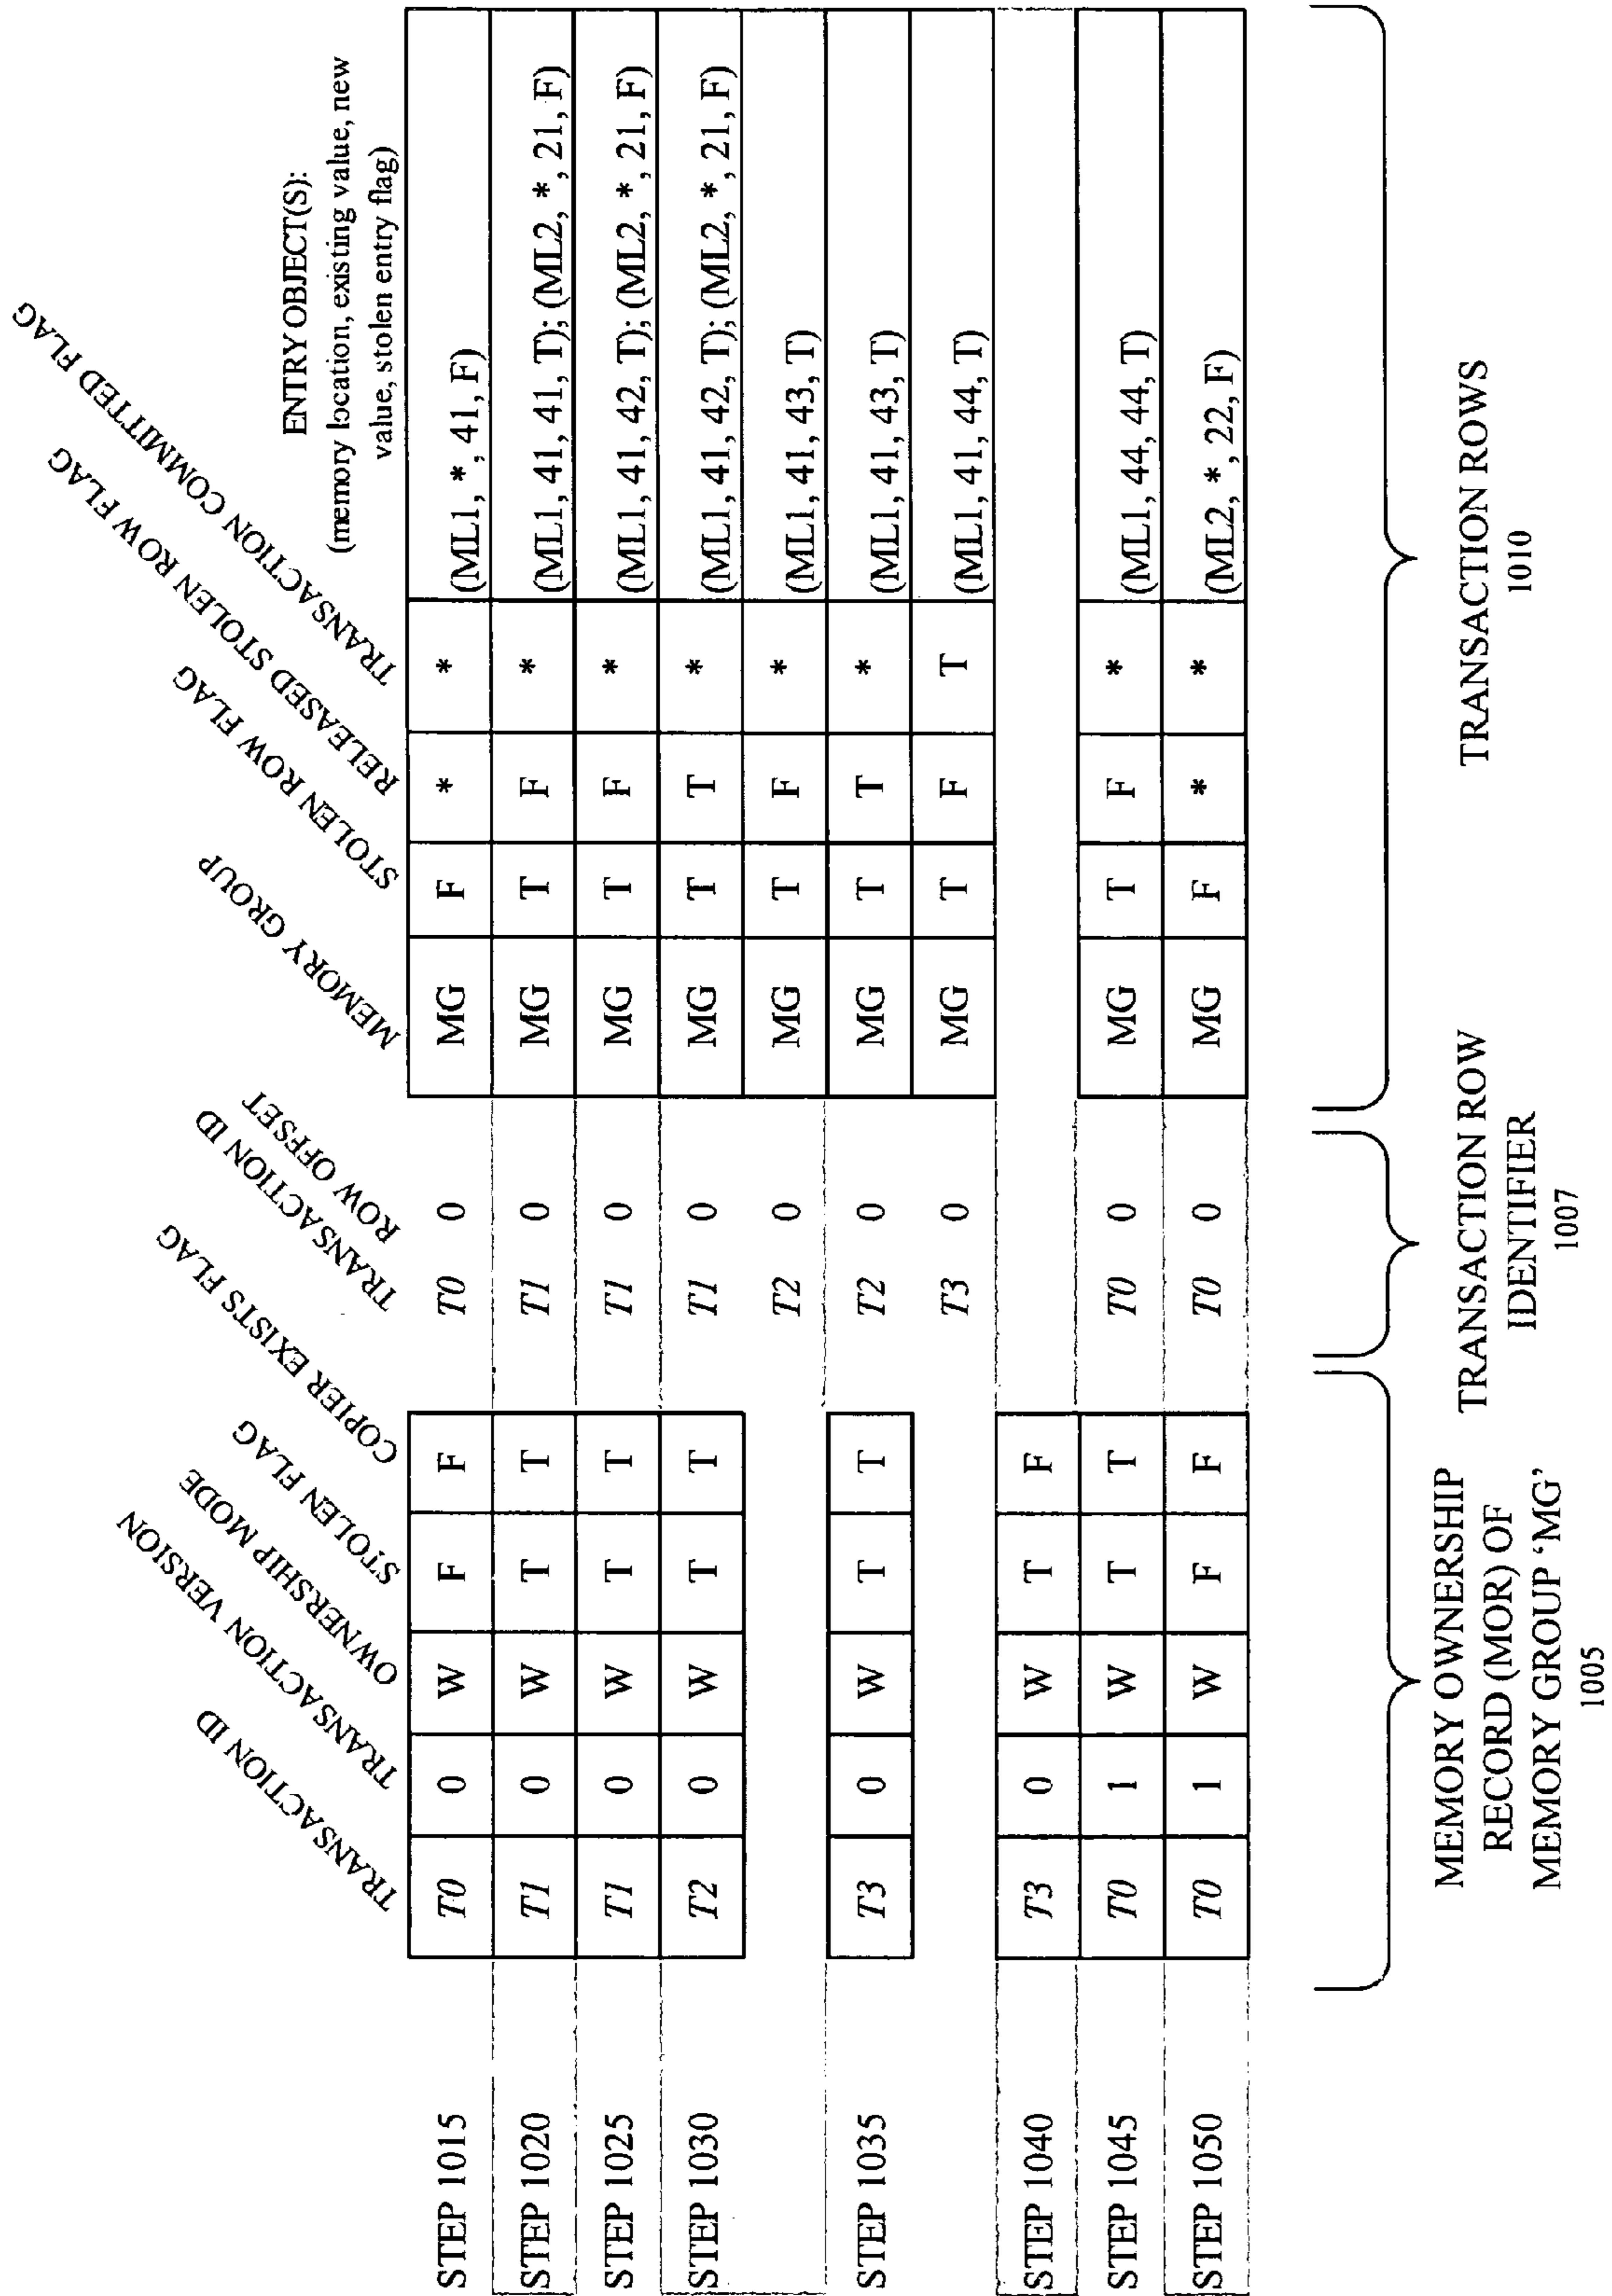 TRANSACTION ID
TRANSACTION VERSION
OWNERSHIP MODE
STOLEN FLAG
COPIER EXISTS FLAG
TRANSACTION ID
ROW OFFSET
MEMORY GROUP
STOLEN ROW FLAG
RELEASED STOLEN ROW FLAG
TRANSACTION COMMITTED FLAG
ENTRY OBJECT(S):
(memory location, existing value, new
value, stolen entry flag)
STEP 1015 T0 0 W F F T0 0 MG F * * (ML1, *, 41, F)
STEP 1020 T1 0 W T T T1 0 MG T F * (ML1, 41, 41, T); (ML2, *, 21, F)
STEP 1025 T1 0 W T T T1 0 MG T F * (ML1, 41, 42, T); (ML2, *, 21, F)
STEP 1030 T2 0 W T T T1 0 MG T T * (ML1, 41, 42, T); (ML2, *, 21, F)
T2 0 MG T F * (ML1, 41, 43, T)
STEP 1035 T3 0 W T T T2 0 MG T T * (ML1, 41, 43, T)
T3 0 MG T F T (ML1, 41, 44, T)
STEP 1040 T3 0 W T F
STEP 1045 T0 1 W T T T0 0 MG T F * (ML1, 44, 44, T)
STEP 1050 T0 1 W F F T0 0 MG F * * (ML2, *, 22, F)
MEMORY OWNERSHIP
RECORD (MOR) OF
MEMORY GROUP ‘MG’
1005
TRANSACTION ROW
IDENTIFIER
1007
TRANSACTION ROWS
1010